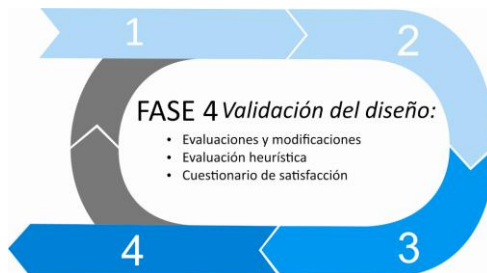 1
2
FASE 4 Validación del diseño:
• Evaluaciones y modificaciones
• Evaluación heurística
• Cuestionario de satisfacción
4
3